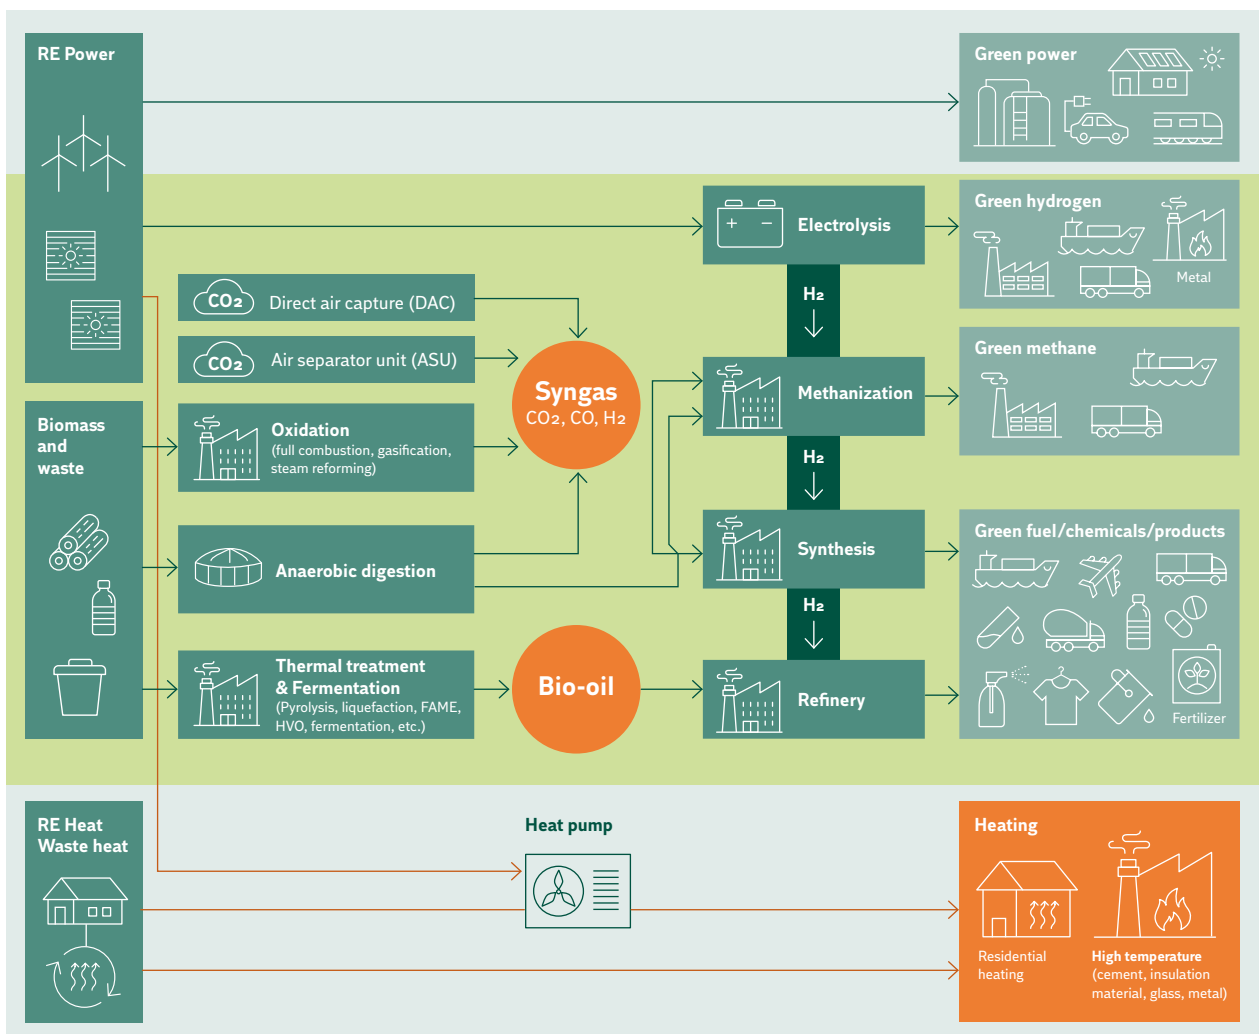 RE Power
Green power
Electrolysis
Green hydrogen
Metal
H2
CO2
Direct air capture (DAC)
CO2
Air separator unit (ASU)
Syngas
CO2, CO, H2
Methanization
Green methane
Biomass
and
waste
Oxidation
(full combustion, gasification,
steam reforming)
H2
Anaerobic digestion
Synthesis
Green fuel/chemicals/products
H2
Thermal treatment
& Fermentation
(Pyrolysis, liquefaction, FAME,
HVO, fermentation, etc.)
Bio-oil
Refinery
Fertilizer
RE Heat
Waste heat
Heat pump
Heating
Residential
heating
High temperature
(cement, insulation
material, glass, metal)